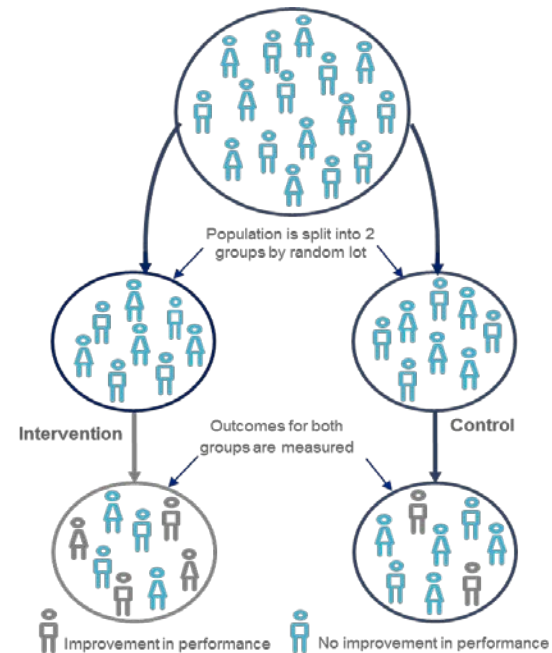 Population is split into 2
groups by random lot
Intervention
Outcomes for both
groups are measured
Control
Improvement in performance
No improvement in performance